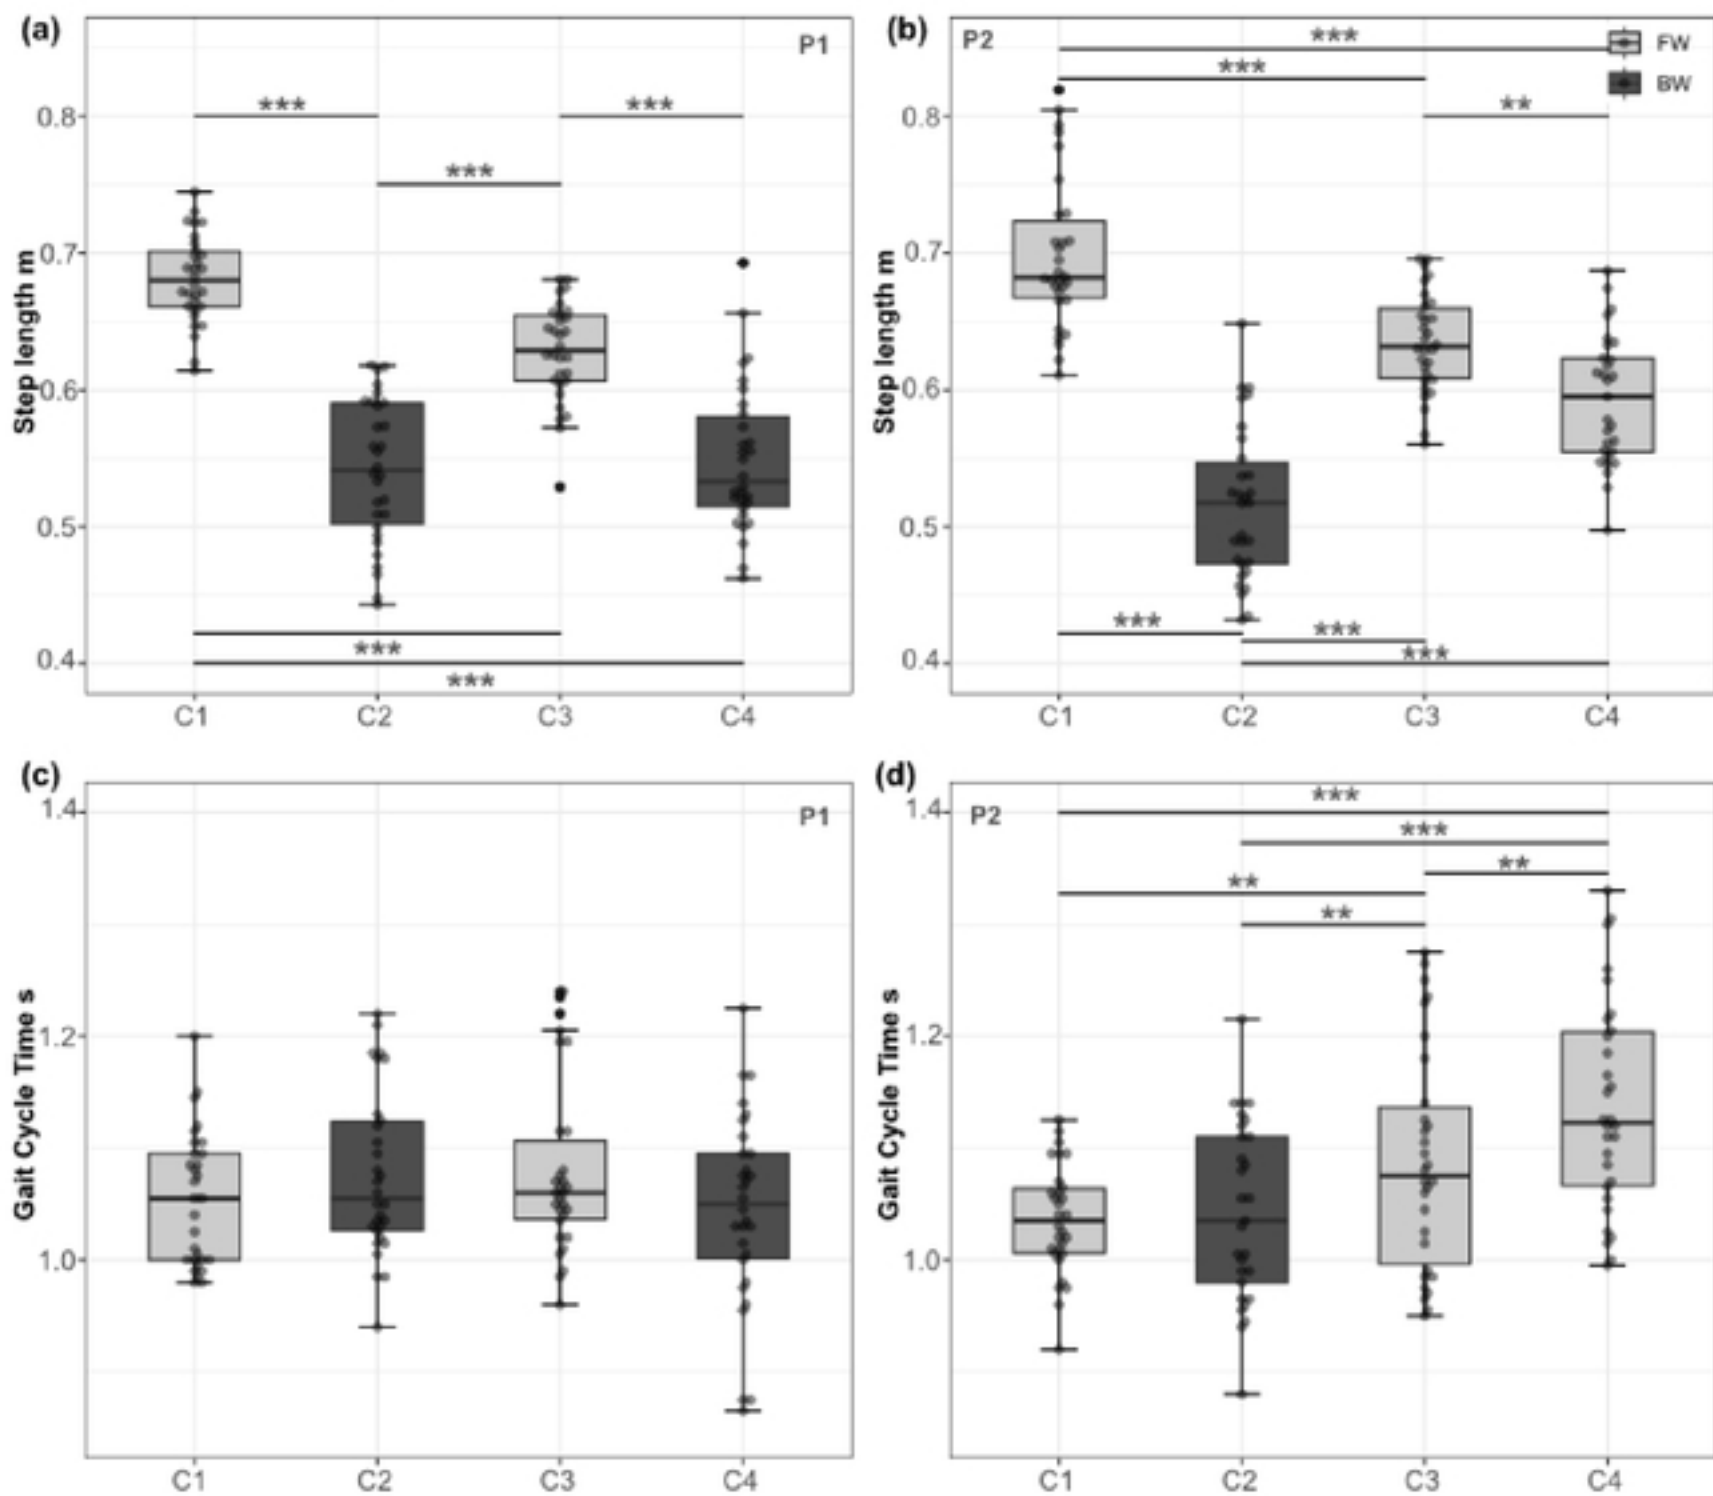 (a)
P1
***
***
***
0.8
0.7
0.6
0.5
0.4
Step length m
***
***
C1
C2
C3
C4
(b)
P2
***
FW
***
BW
**
0.8
0.7
0.6
0.5
0.4
Step length m
***
***
***
C1
C2
C3
C4
(c)
P1
1.4
1.2
1.0
Gait Cycle Time s
C1
C2
C3
C4
(d)
P2
***
***
**
**
**
1.4
1.2
1.0
Gait Cycle Time s
C1
C2
C3
C4